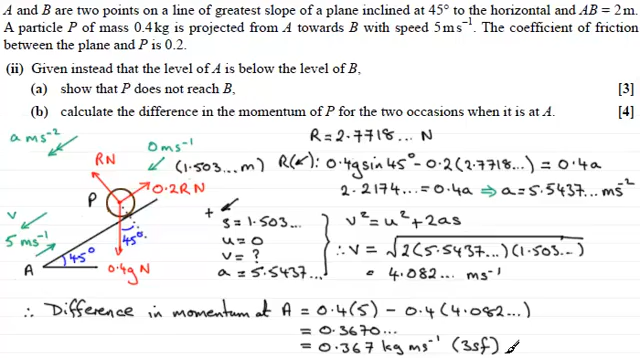 A and B are two points on a line of greatest slope of a plane inclined at 45° to the horizontal and AB = 2 m.
A particle P of mass 0.4 kg is projected from A towards B with speed 5 m s⁻¹. The coefficient of friction
between the plane and P is 0.2.
(ii) Given instead that the level of A is below the level of B,
(a) show that P does not reach B, [3]
(b) calculate the difference in the momentum of P for the two occasions when it is at A. [4]
R = 2.7718... N
a ms⁻²
0 ms⁻¹
RN
(1.503... m)
R(↙): 0.4g sin 45° - 0.2(2.7718...) = 0.4a
0.2RN
2.2174... = 0.4a ⇒ a = 5.5437... ms⁻²
P
V
5 ms⁻¹
45°
A
45°
0.4g N
+ ↙
s = 1.503...
u = 0
v = ?
a = 5.5437...
v² = u² + 2as
∴ v = √2(5.5437...)(1.503...)
= 4.082... ms⁻¹
∴ Difference in momentum at A = 0.4(5) - 0.4(4.082...)
= 0.3670...
= 0.367 kg ms⁻¹ (3sf)